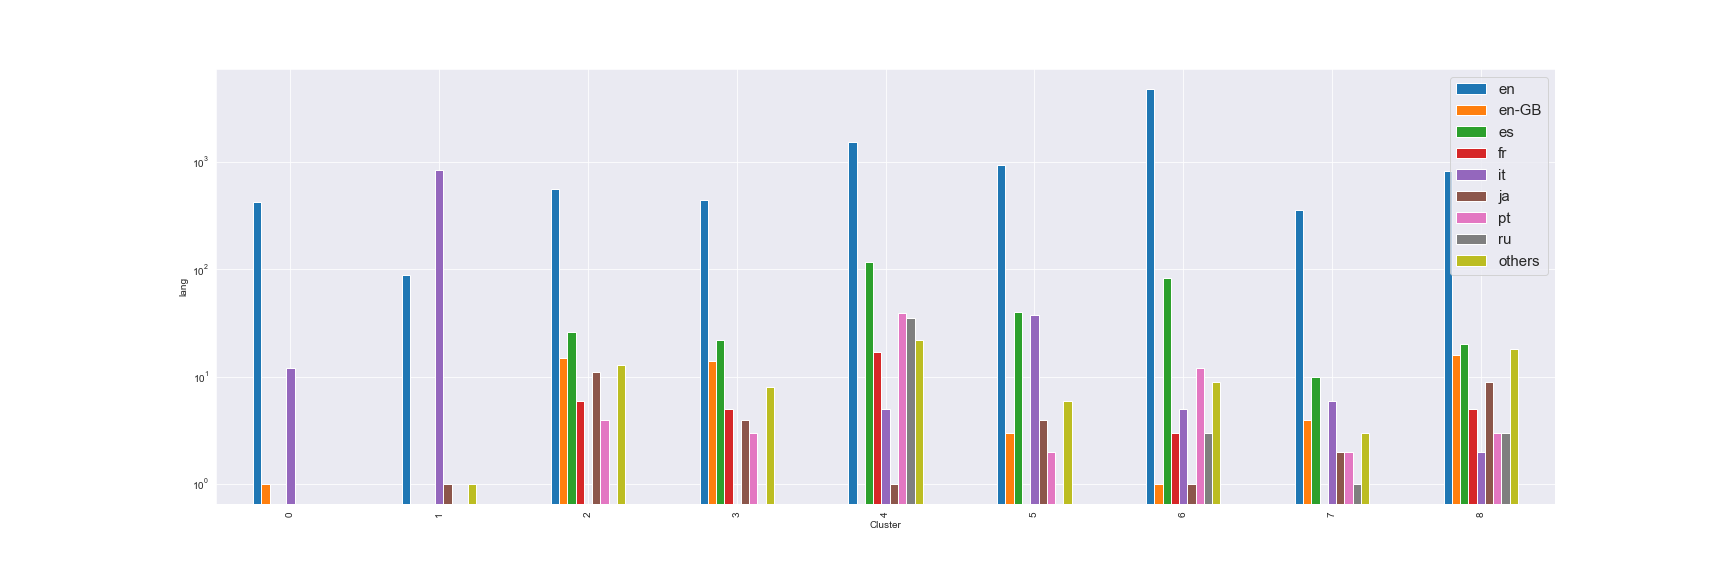 en
en-GB
es
fr
it
ja
pt
ru
others
10³
10²
10¹
10⁰
lang
0 1 2 3 4 5 6 7 8
Cluster